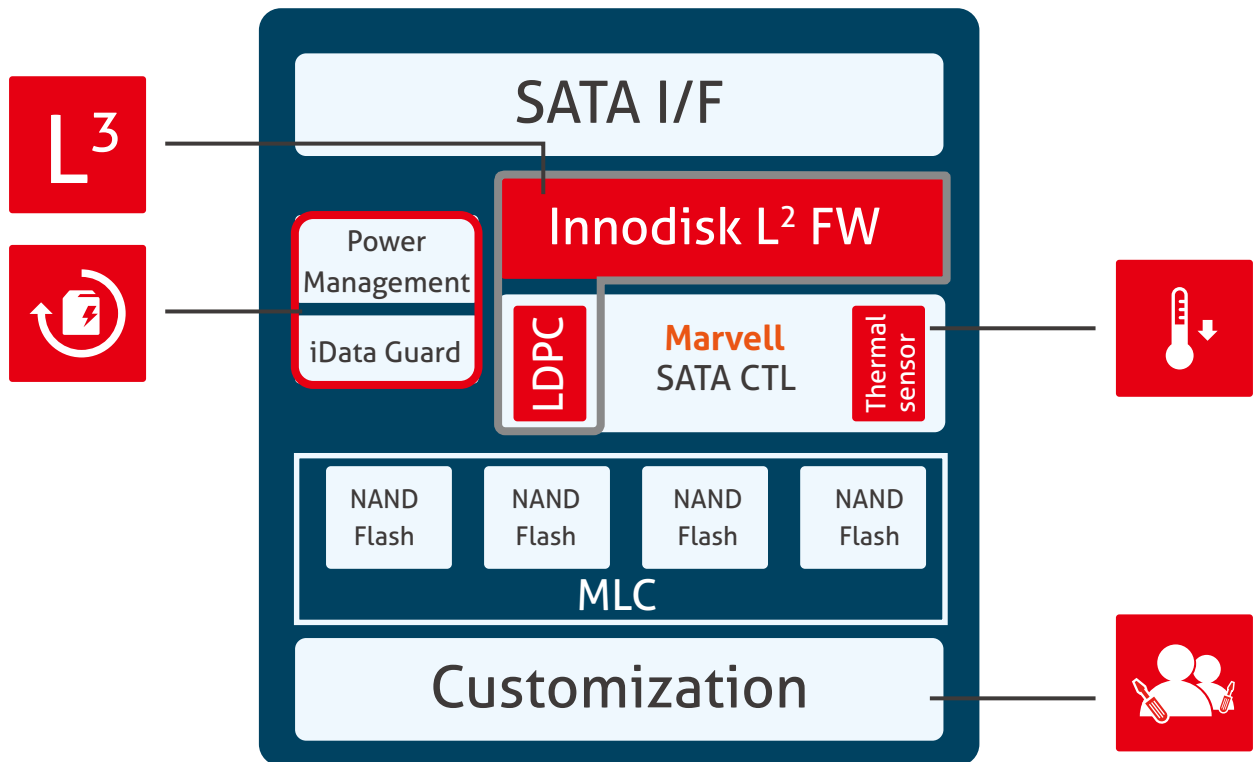 SATA I/F
L³
Innodisk L² FW
Power
Management
iData Guard
LDPC
Marvell
SATA CTL
Thermal
sensor
NAND
Flash
NAND
Flash
NAND
Flash
NAND
Flash
MLC
Customization